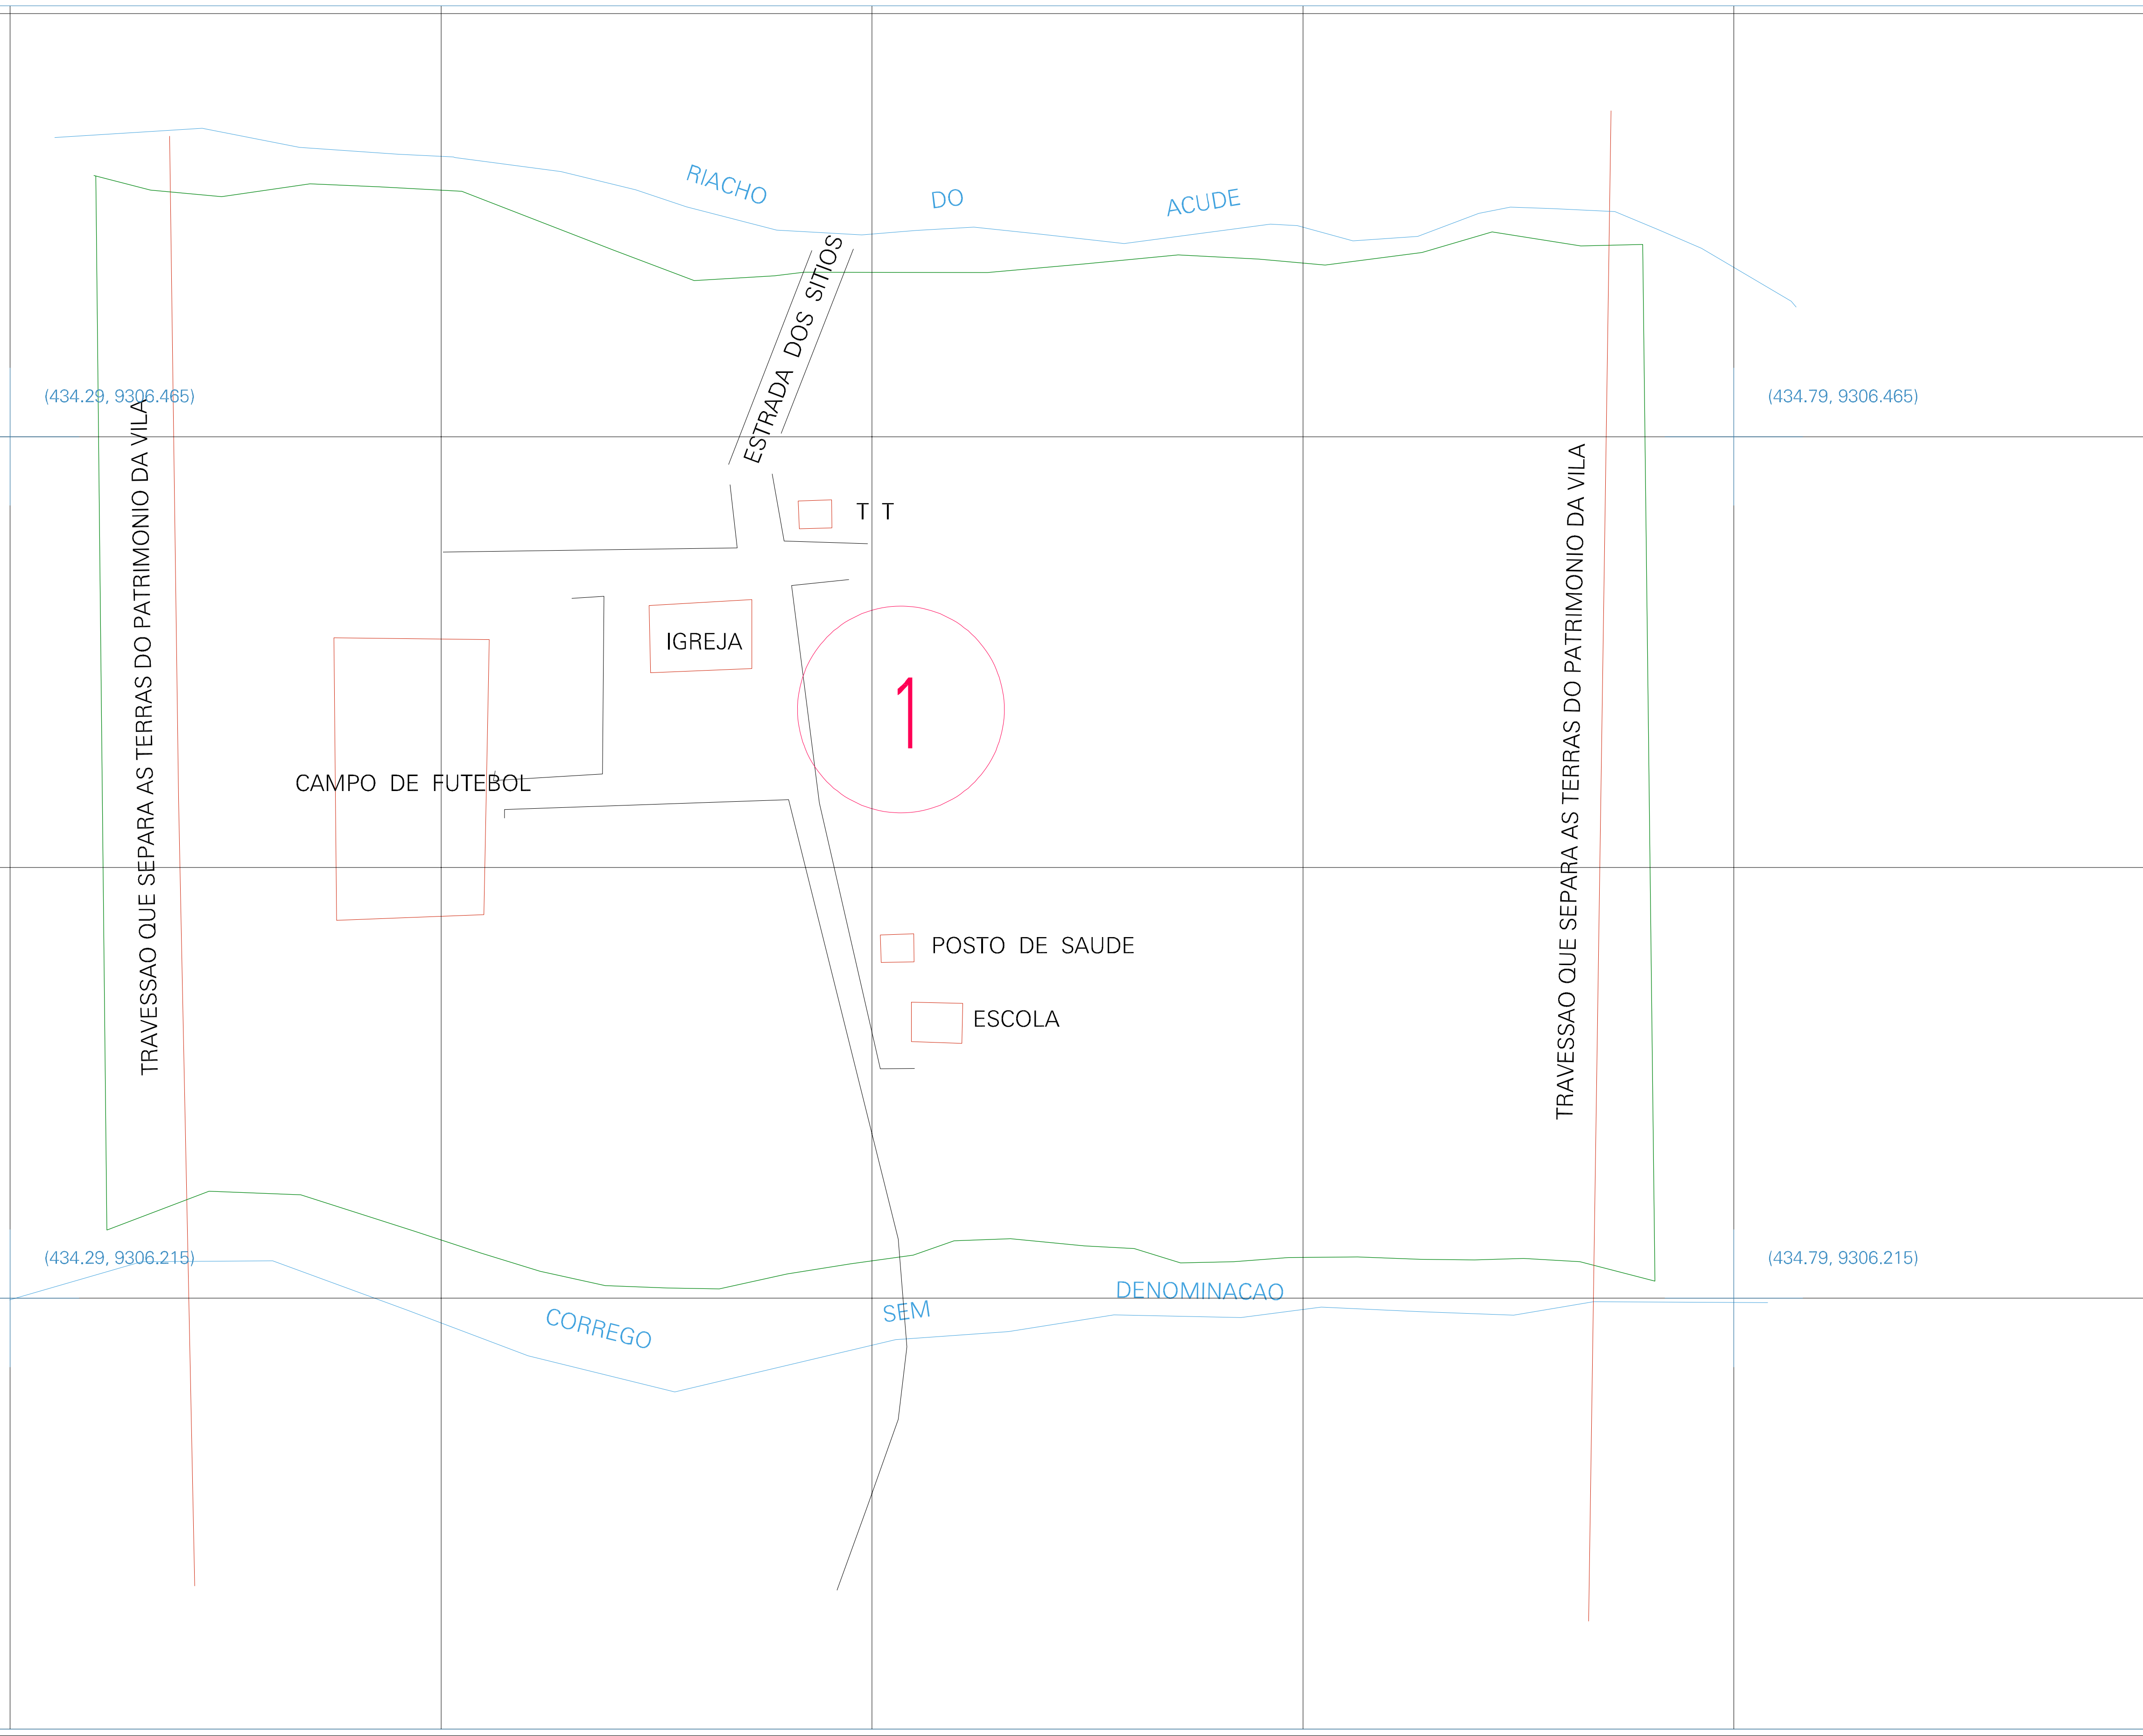 RIACHO DO ACUDE
ESTRADA DOS SITIOS
(434.29, 9306.465)
(434.79, 9306.465)
TRAVESSAO QUE SEPARA AS TERRAS DO PATRIMONIO DA VILA
TRAVESSAO QUE SEPARA AS TERRAS DO PATRIMONIO DA VILA
T T
IGREJA
1
CAMPO DE FUTEBOL
POSTO DE SAUDE
ESCOLA
(434.29, 9306.215)
(434.79, 9306.215)
CORREGO SEM DENOMINACAO